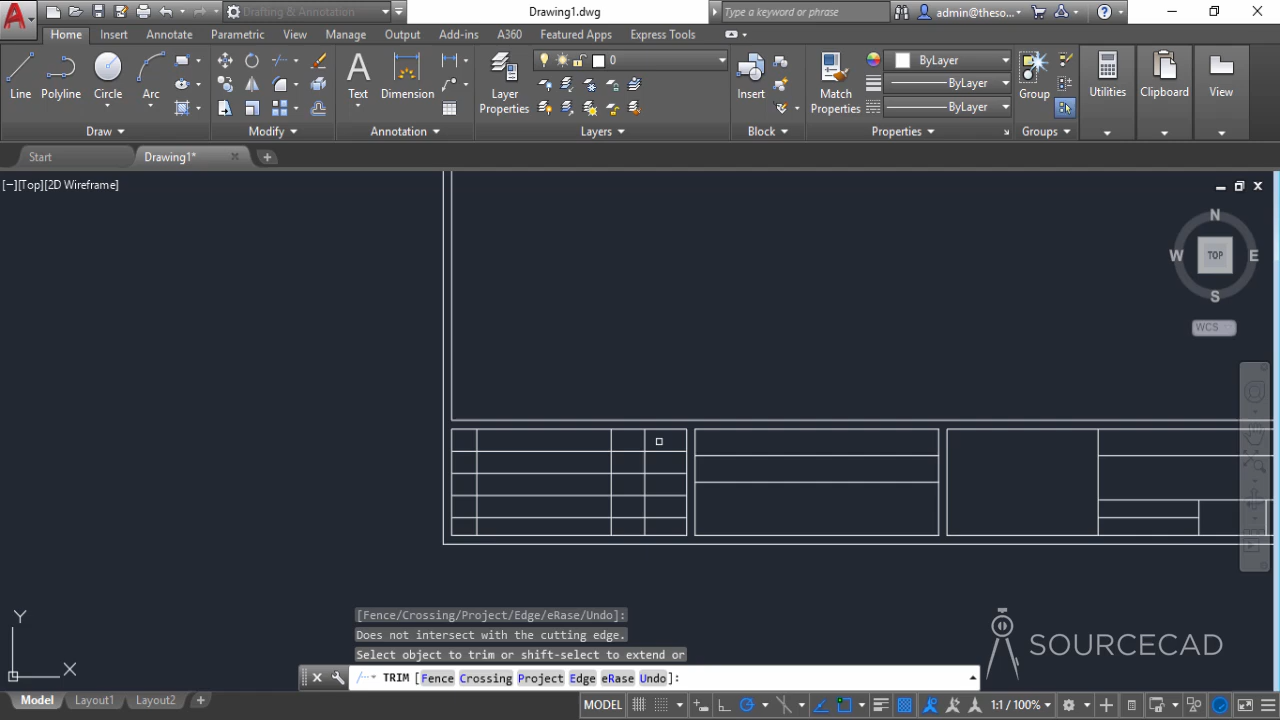 Drafting & Annotation
Drawing1.dwg
Type a keyword or phrase
admin@theso...
Home Insert Annotate Parametric View Manage Output Add-ins A360 Featured Apps Express Tools
0
ByLayer
ByLayer
ByLayer
Line Polyline Circle Arc Text Dimension Layer Properties Insert Match Properties Group Utilities Clipboard View
Draw Modify Annotation Layers Block Properties Groups
Start Drawing1*
[−][Top][2D Wireframe]
N
W TOP E
S
WCS
[Fence/Crossing/Project/Edge/eRase/Undo]:
Does not intersect with the cutting edge.
Select object to trim or shift-select to extend or
TRIM [Fence Crossing Project Edge eRase Undo]:
Y
X
SOURCECAD
Model Layout1 Layout2 MODEL 1:1 / 100%